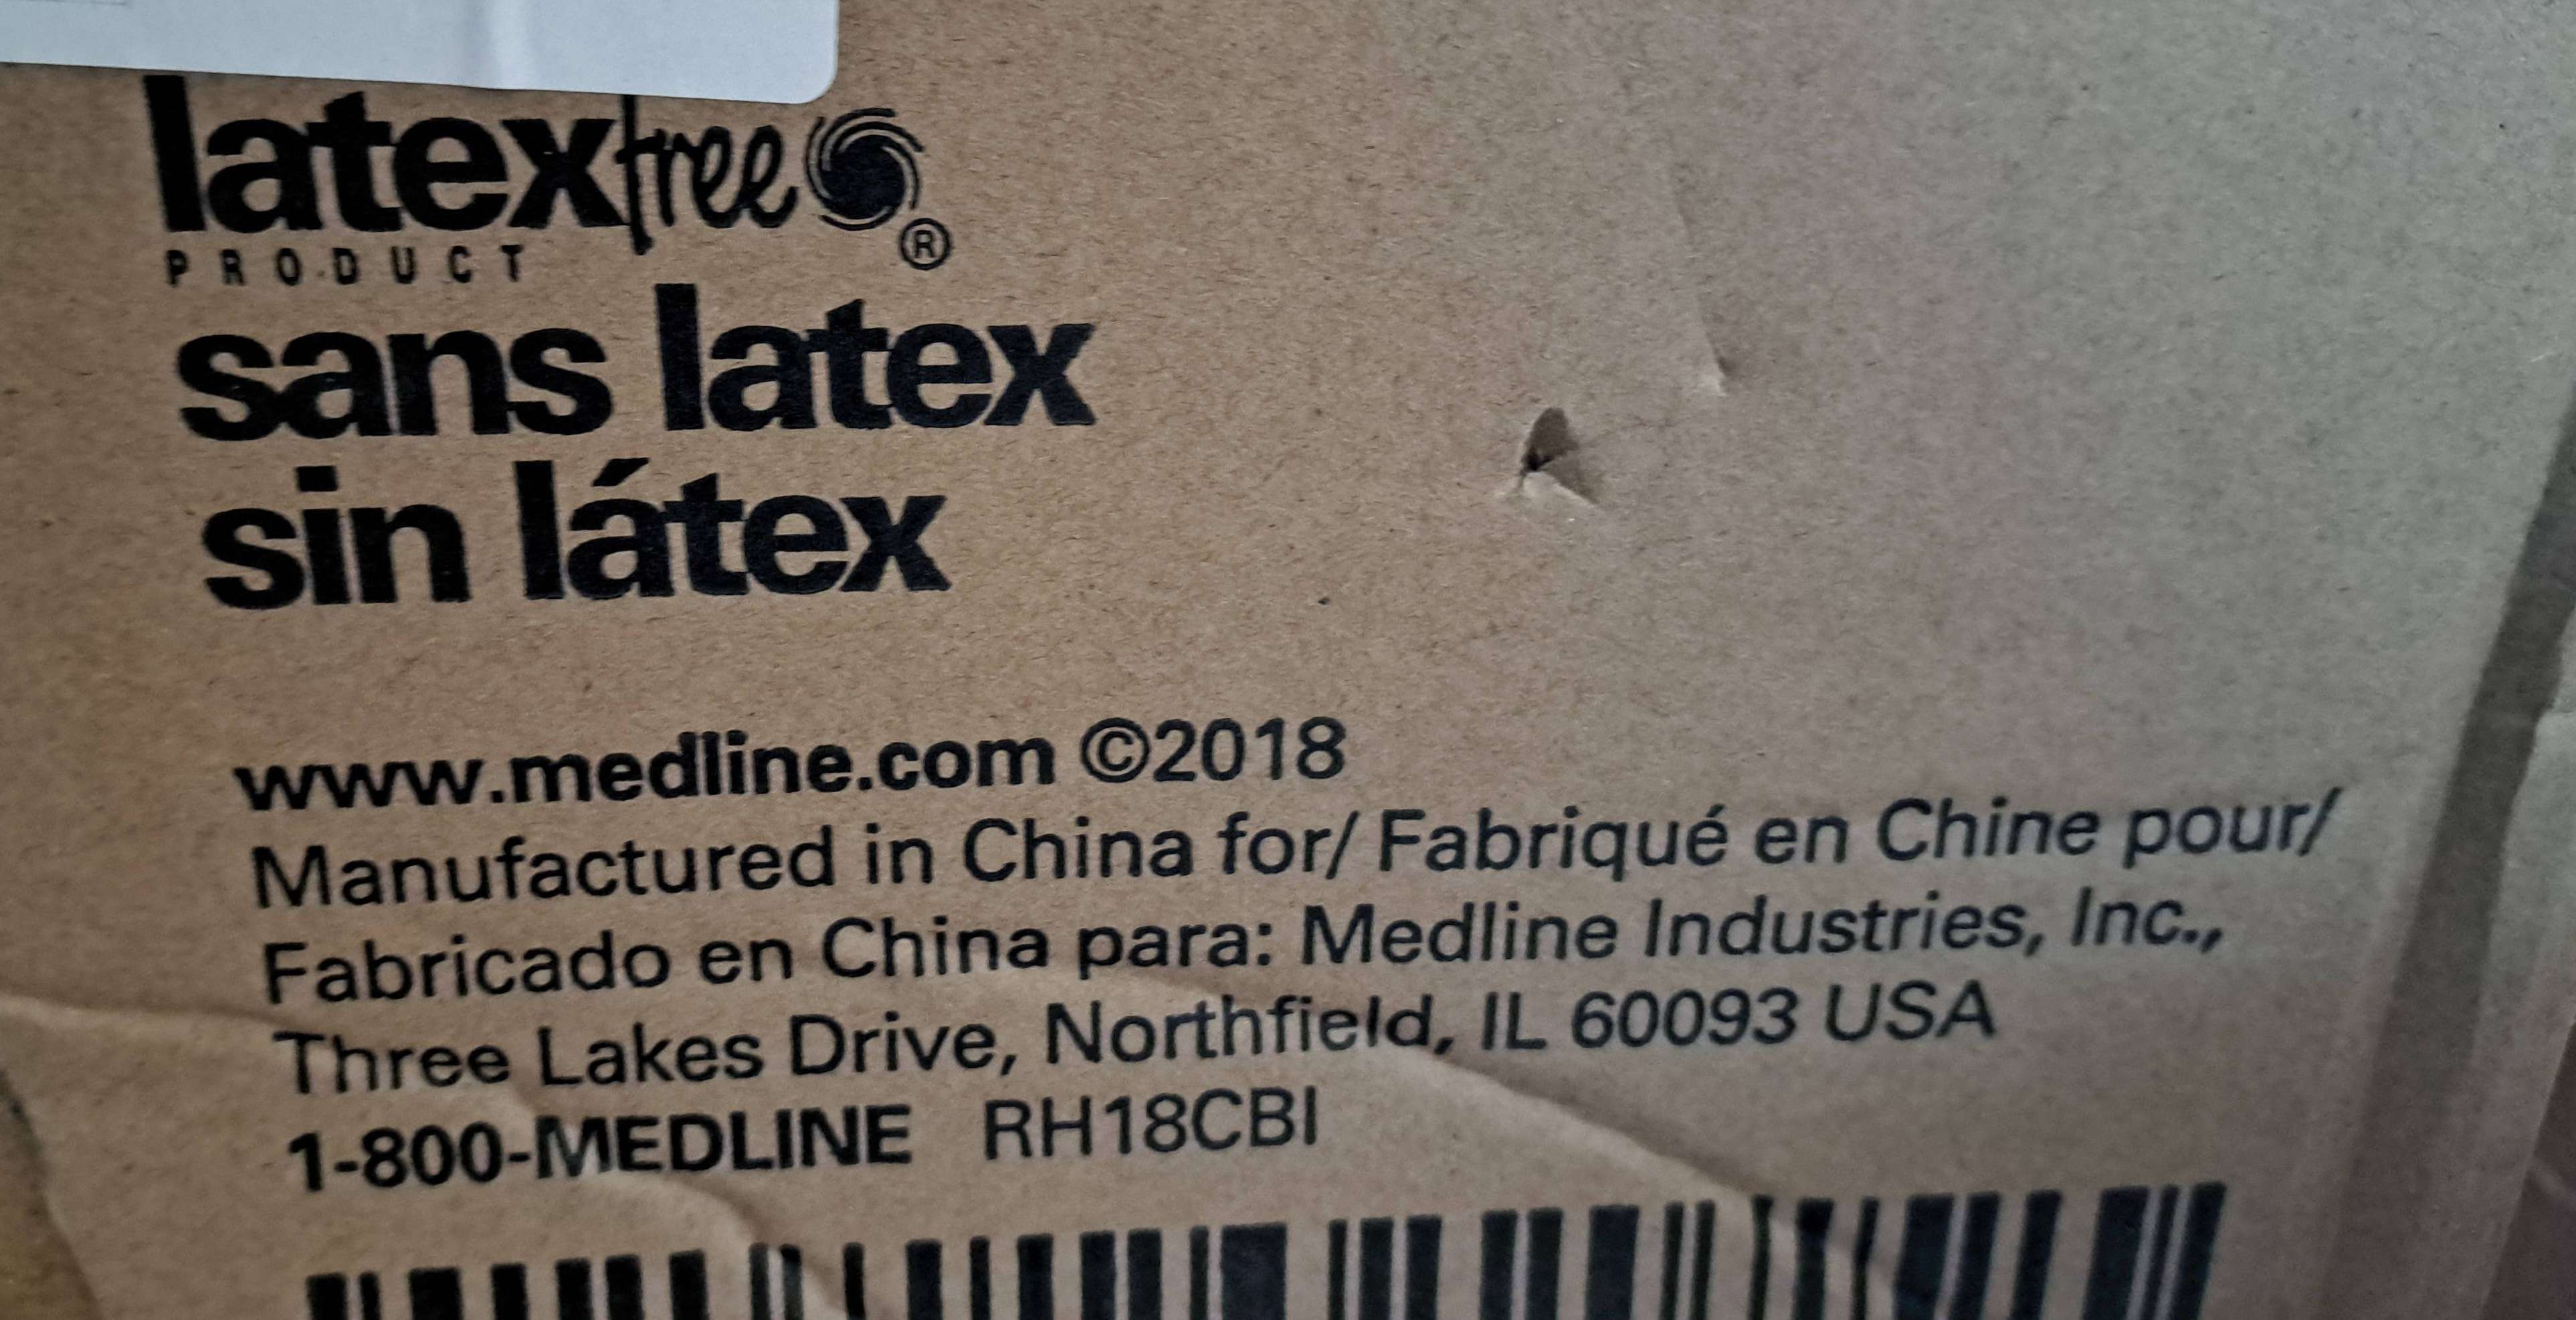 latexfree®
PRODUCT
sans latex
sin látex
www.medline.com ©2018
Manufactured in China for/ Fabriqué en Chine pour/
Fabricado en China para: Medline Industries, Inc.,
Three Lakes Drive, Northfield, IL 60093 USA
1-800-MEDLINE RH18CBI